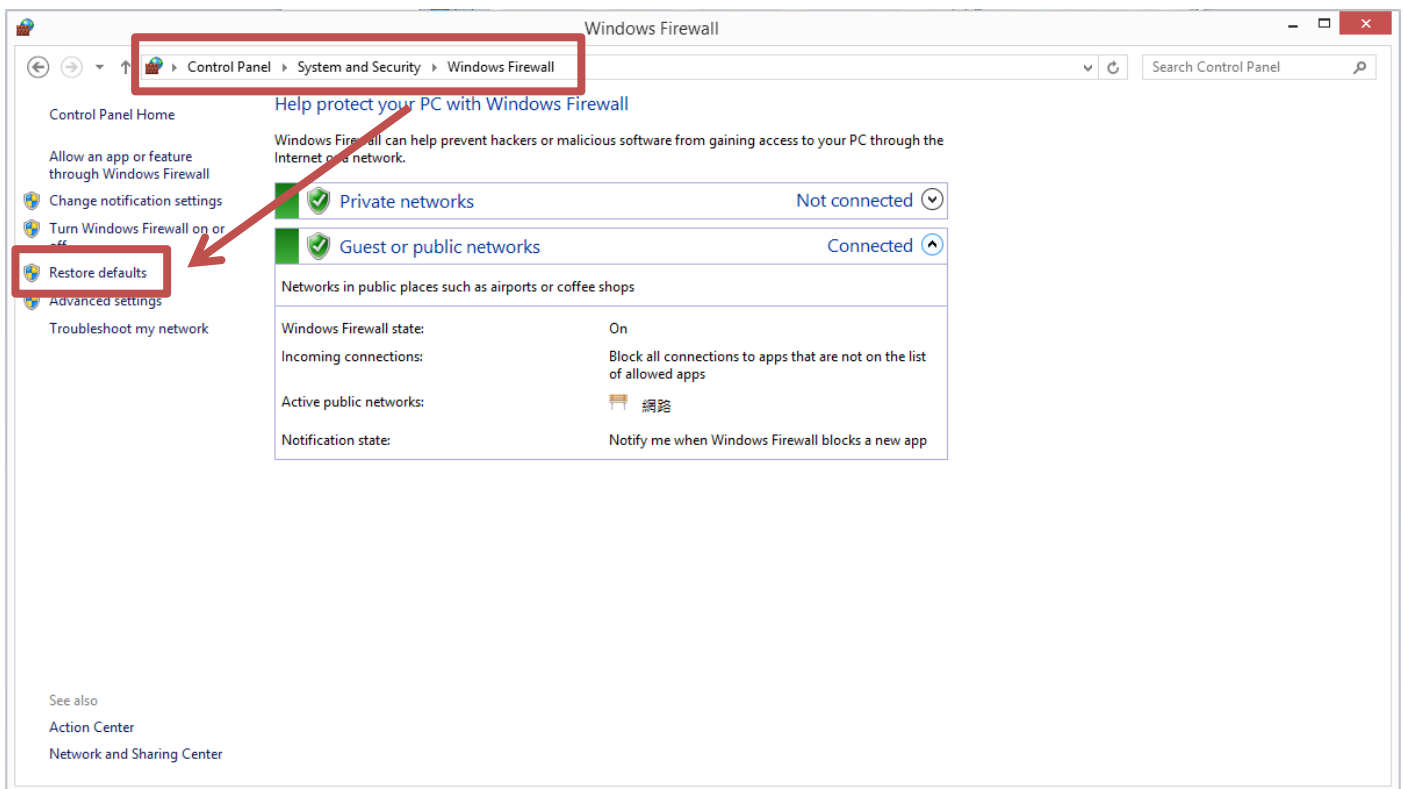 Windows Firewall
Control Panel System and Security Windows Firewall
Search Control Panel
Control Panel Home
Allow an app or feature
through Windows Firewall
Change notification settings
Turn Windows Firewall on or
off
Restore defaults
Advanced settings
Troubleshoot my network
See also
Action Center
Network and Sharing Center
Help protect your PC with Windows Firewall
Windows Firewall can help prevent hackers or malicious software from gaining access to your PC through the
Internet or a network.
Private networks Not connected
Guest or public networks Connected
Networks in public places such as airports or coffee shops
Windows Firewall state: On
Incoming connections: Block all connections to apps that are not on the list
of allowed apps
Active public networks: 網路
Notification state: Notify me when Windows Firewall blocks a new app